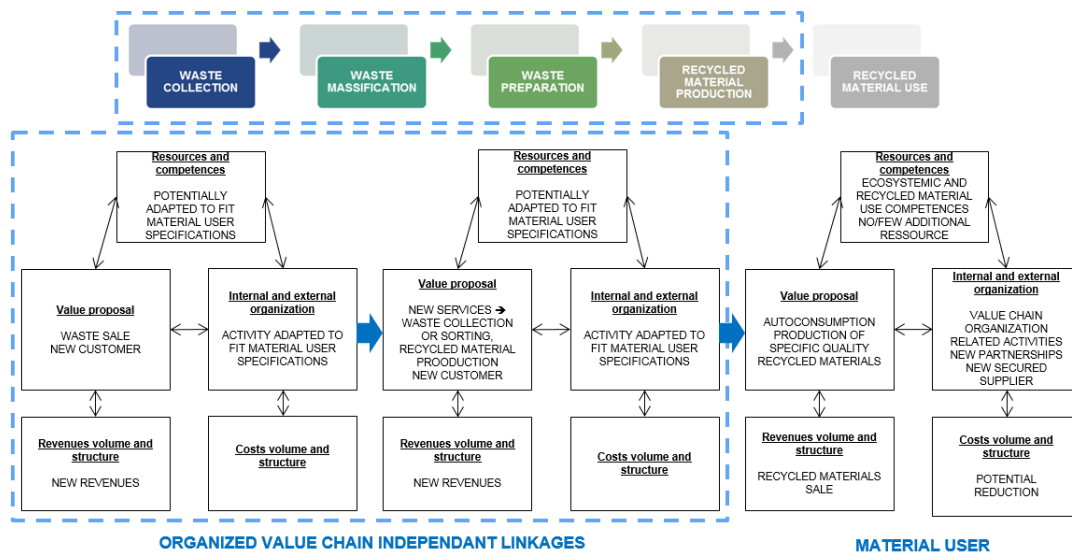 WASTE
COLLECTION
WASTE
MASSIFICATION
WASTE
PREPARATION
RECYCLED
MATERIAL
PRODUCTION
RECYCLED
MATERIAL USE
Resources and
competences
POTENTIALLY
ADAPTED TO FIT
MATERIAL USER
SPECIFICATIONS
Value proposal
WASTE SALE
NEW CUSTOMER
Internal and external
organization
ACTIVITY ADAPTED TO
FIT MATERIAL USER
SPECIFICATIONS
Revenues volume and
structure
NEW REVENUES
Costs volume and
structure
Resources and
competences
POTENTIALLY
ADAPTED TO FIT
MATERIAL USER
SPECIFICATIONS
Value proposal
NEW SERVICES ➔
WASTE COLLECTION
OR SORTING,
RECYCLED MATERIAL
PROODUCTION
NEW CUSTOMER
Internal and external
organization
ACTIVITY ADAPTED TO
FIT MATERIAL USER
SPECIFICATIONS
Revenues volume and
structure
NEW REVENUES
Costs volume and
structure
Resources and
competences
ECOSYSTEMIC AND
RECYCLED MATERIAL
USE COMPETENCES
NO/FEW ADDITIONAL
RESSOURCE
Value proposal
AUTOCONSUMPTION
PRODUCTION OF
SPECIFIC QUALITY
RECYCLED MATERIALS
Internal and external
organization
VALUE CHAIN
ORGANIZATION
RELATED ACTIVITIES
NEW PARTNERSHIPS
NEW SECURED
SUPPLIER
Revenues volume and
structure
RECYCLED MATERIALS
SALE
Costs volume and
structure
POTENTIAL
REDUCTION
ORGANIZED VALUE CHAIN INDEPENDANT LINKAGES
MATERIAL USER